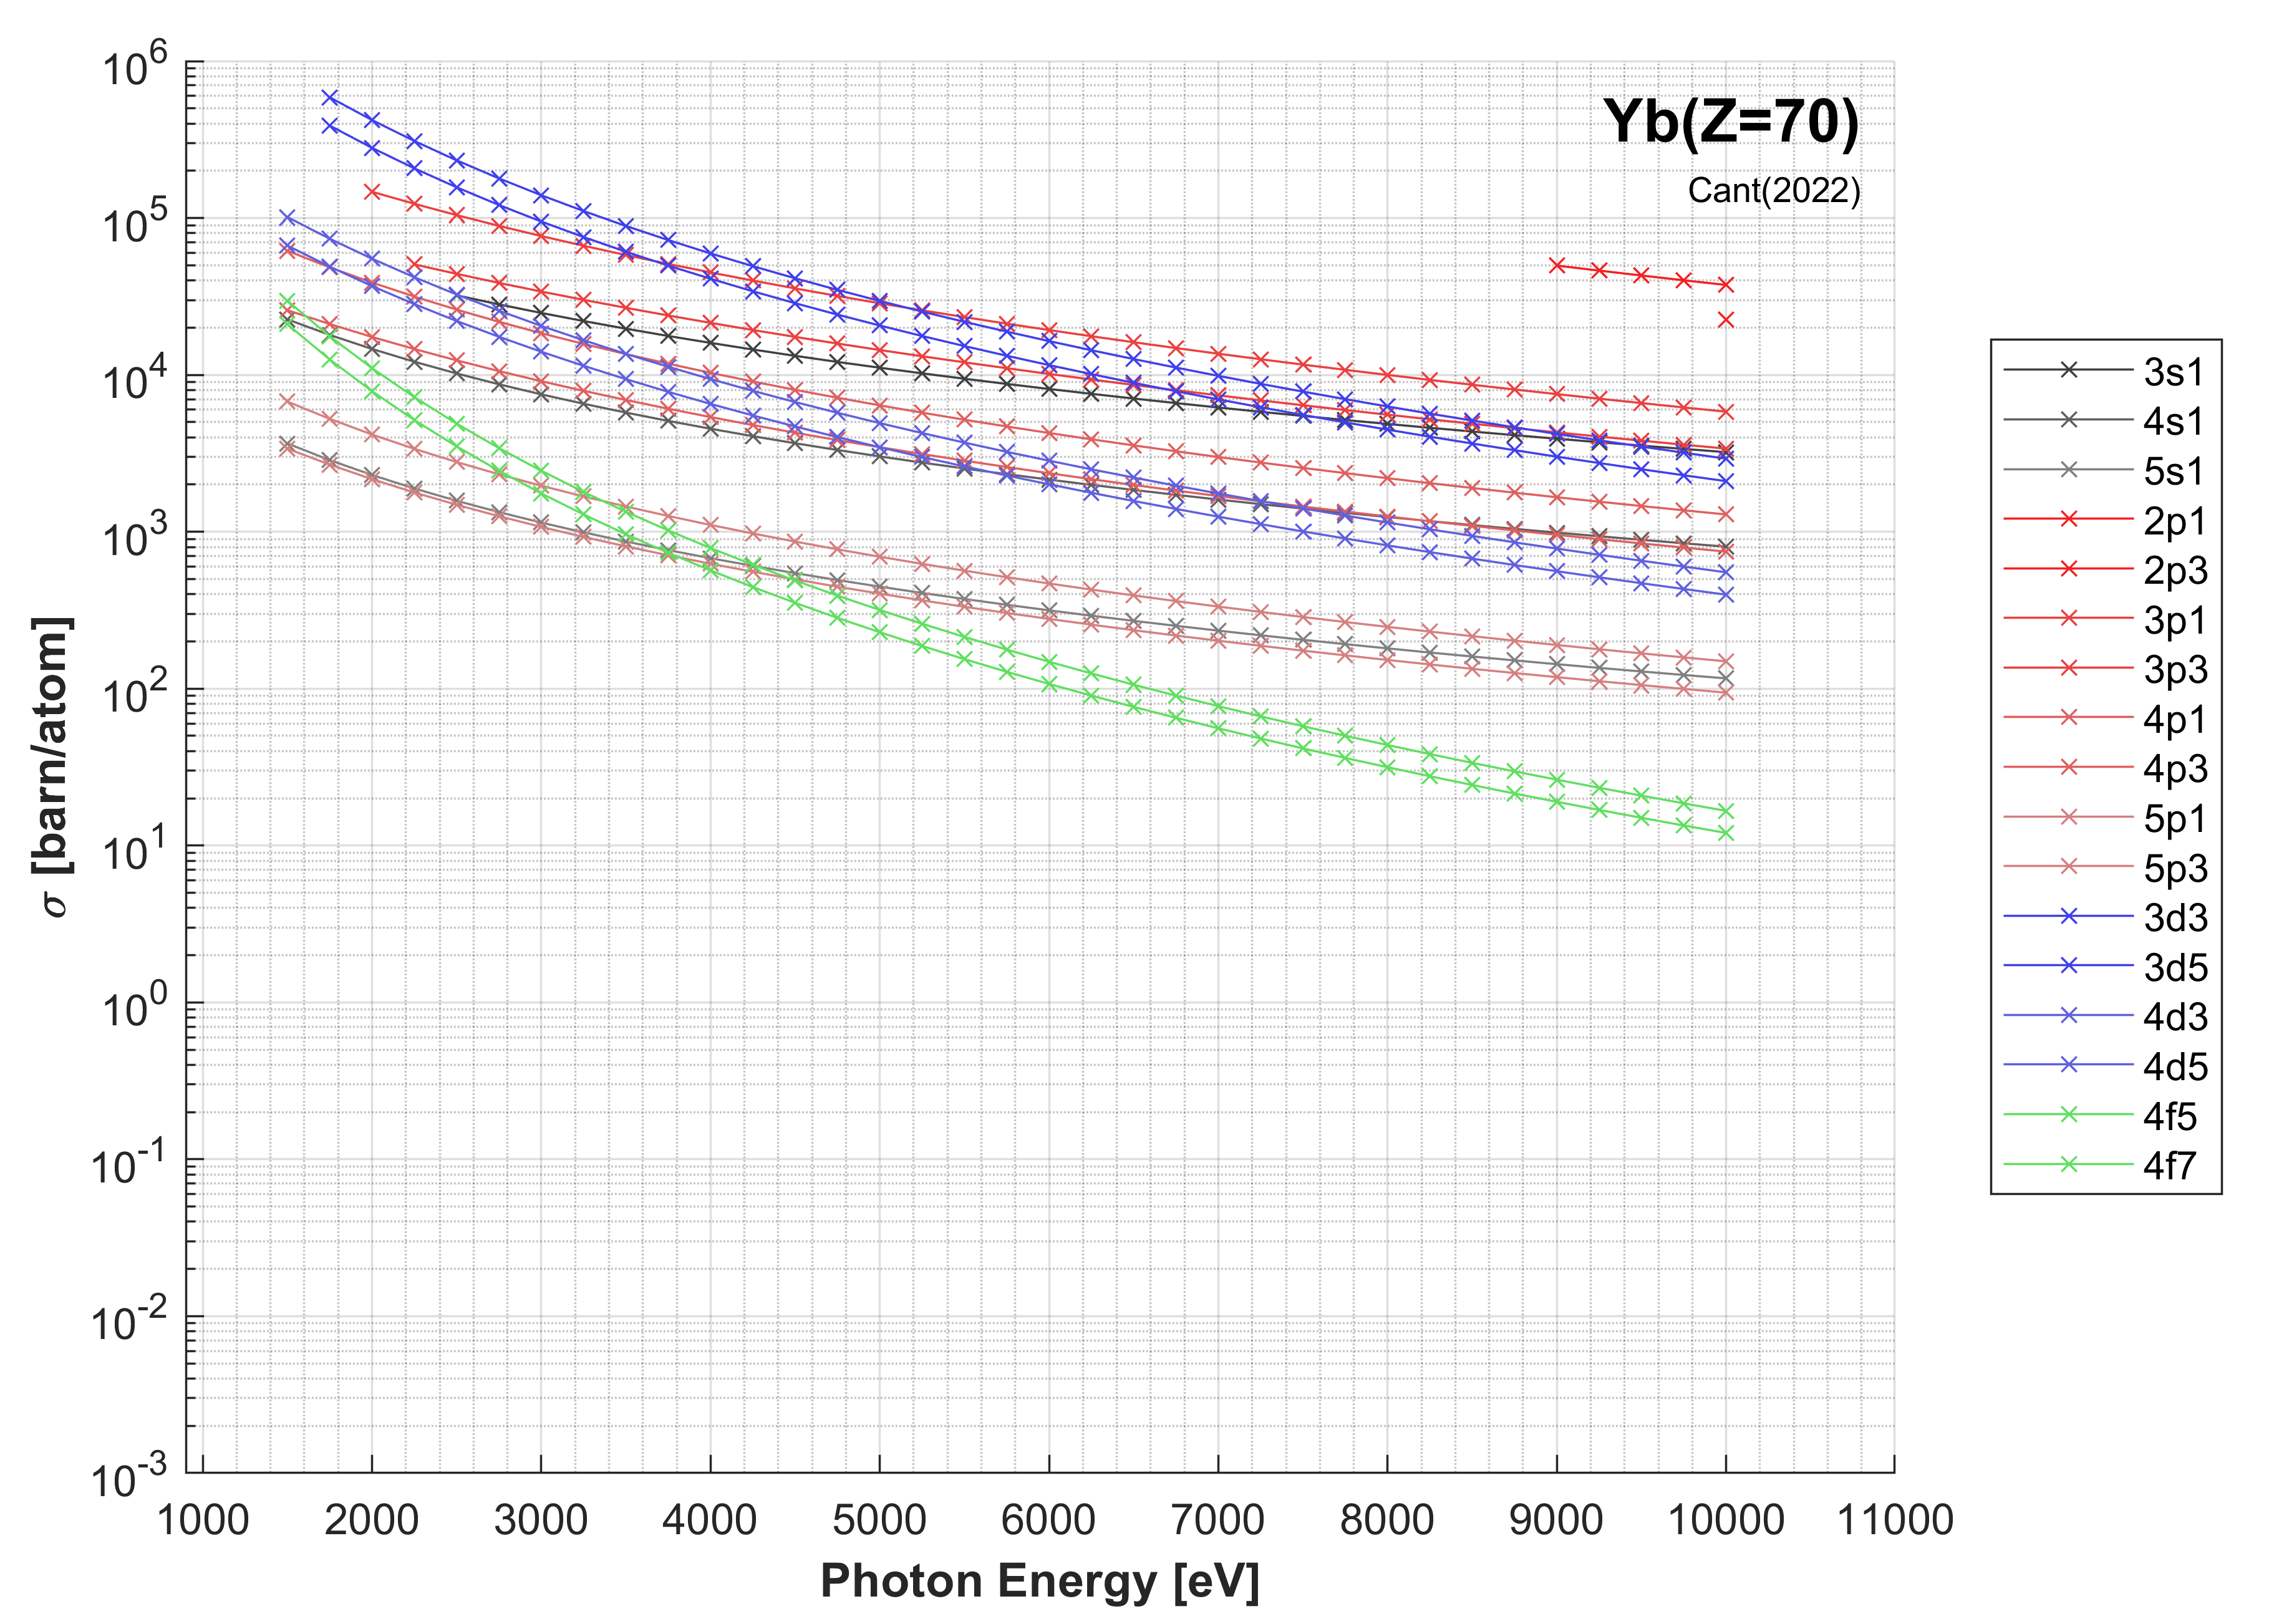 Yb(Z=70)
Cant(2022)
10^6
10^5
10^4
10^3
10^2
10^1
10^0
10^-1
10^-2
10^-3
σ [barn/atom]
1000 2000 3000 4000 5000 6000 7000 8000 9000 10000 11000
Photon Energy [eV]
3s1
4s1
5s1
2p1
2p3
3p1
3p3
4p1
4p3
5p1
5p3
3d3
3d5
4d3
4d5
4f5
4f7